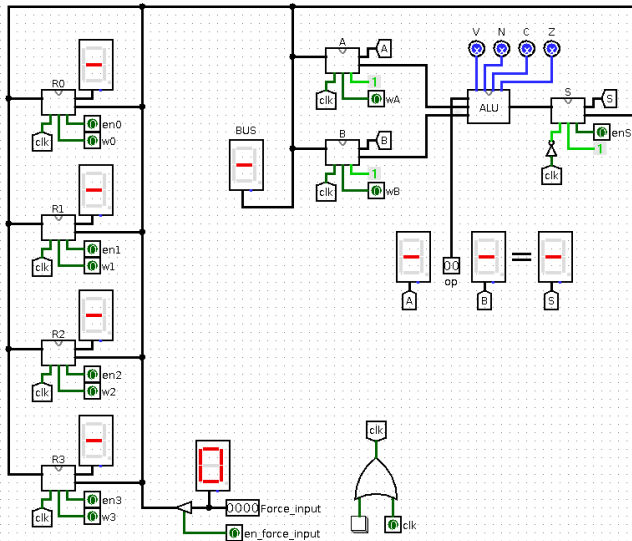 V N C Z
A A
S S
R0
1
clk wA
ALU
enS
1
clk
BUS
B B
1
clk wB
en0
clk w0
R1
en1
clk w1
A
00
op
B
S
R2
en2
clk w2
R3
en3
clk w3
0
0000 Force_input
en_force_input
clk
clk